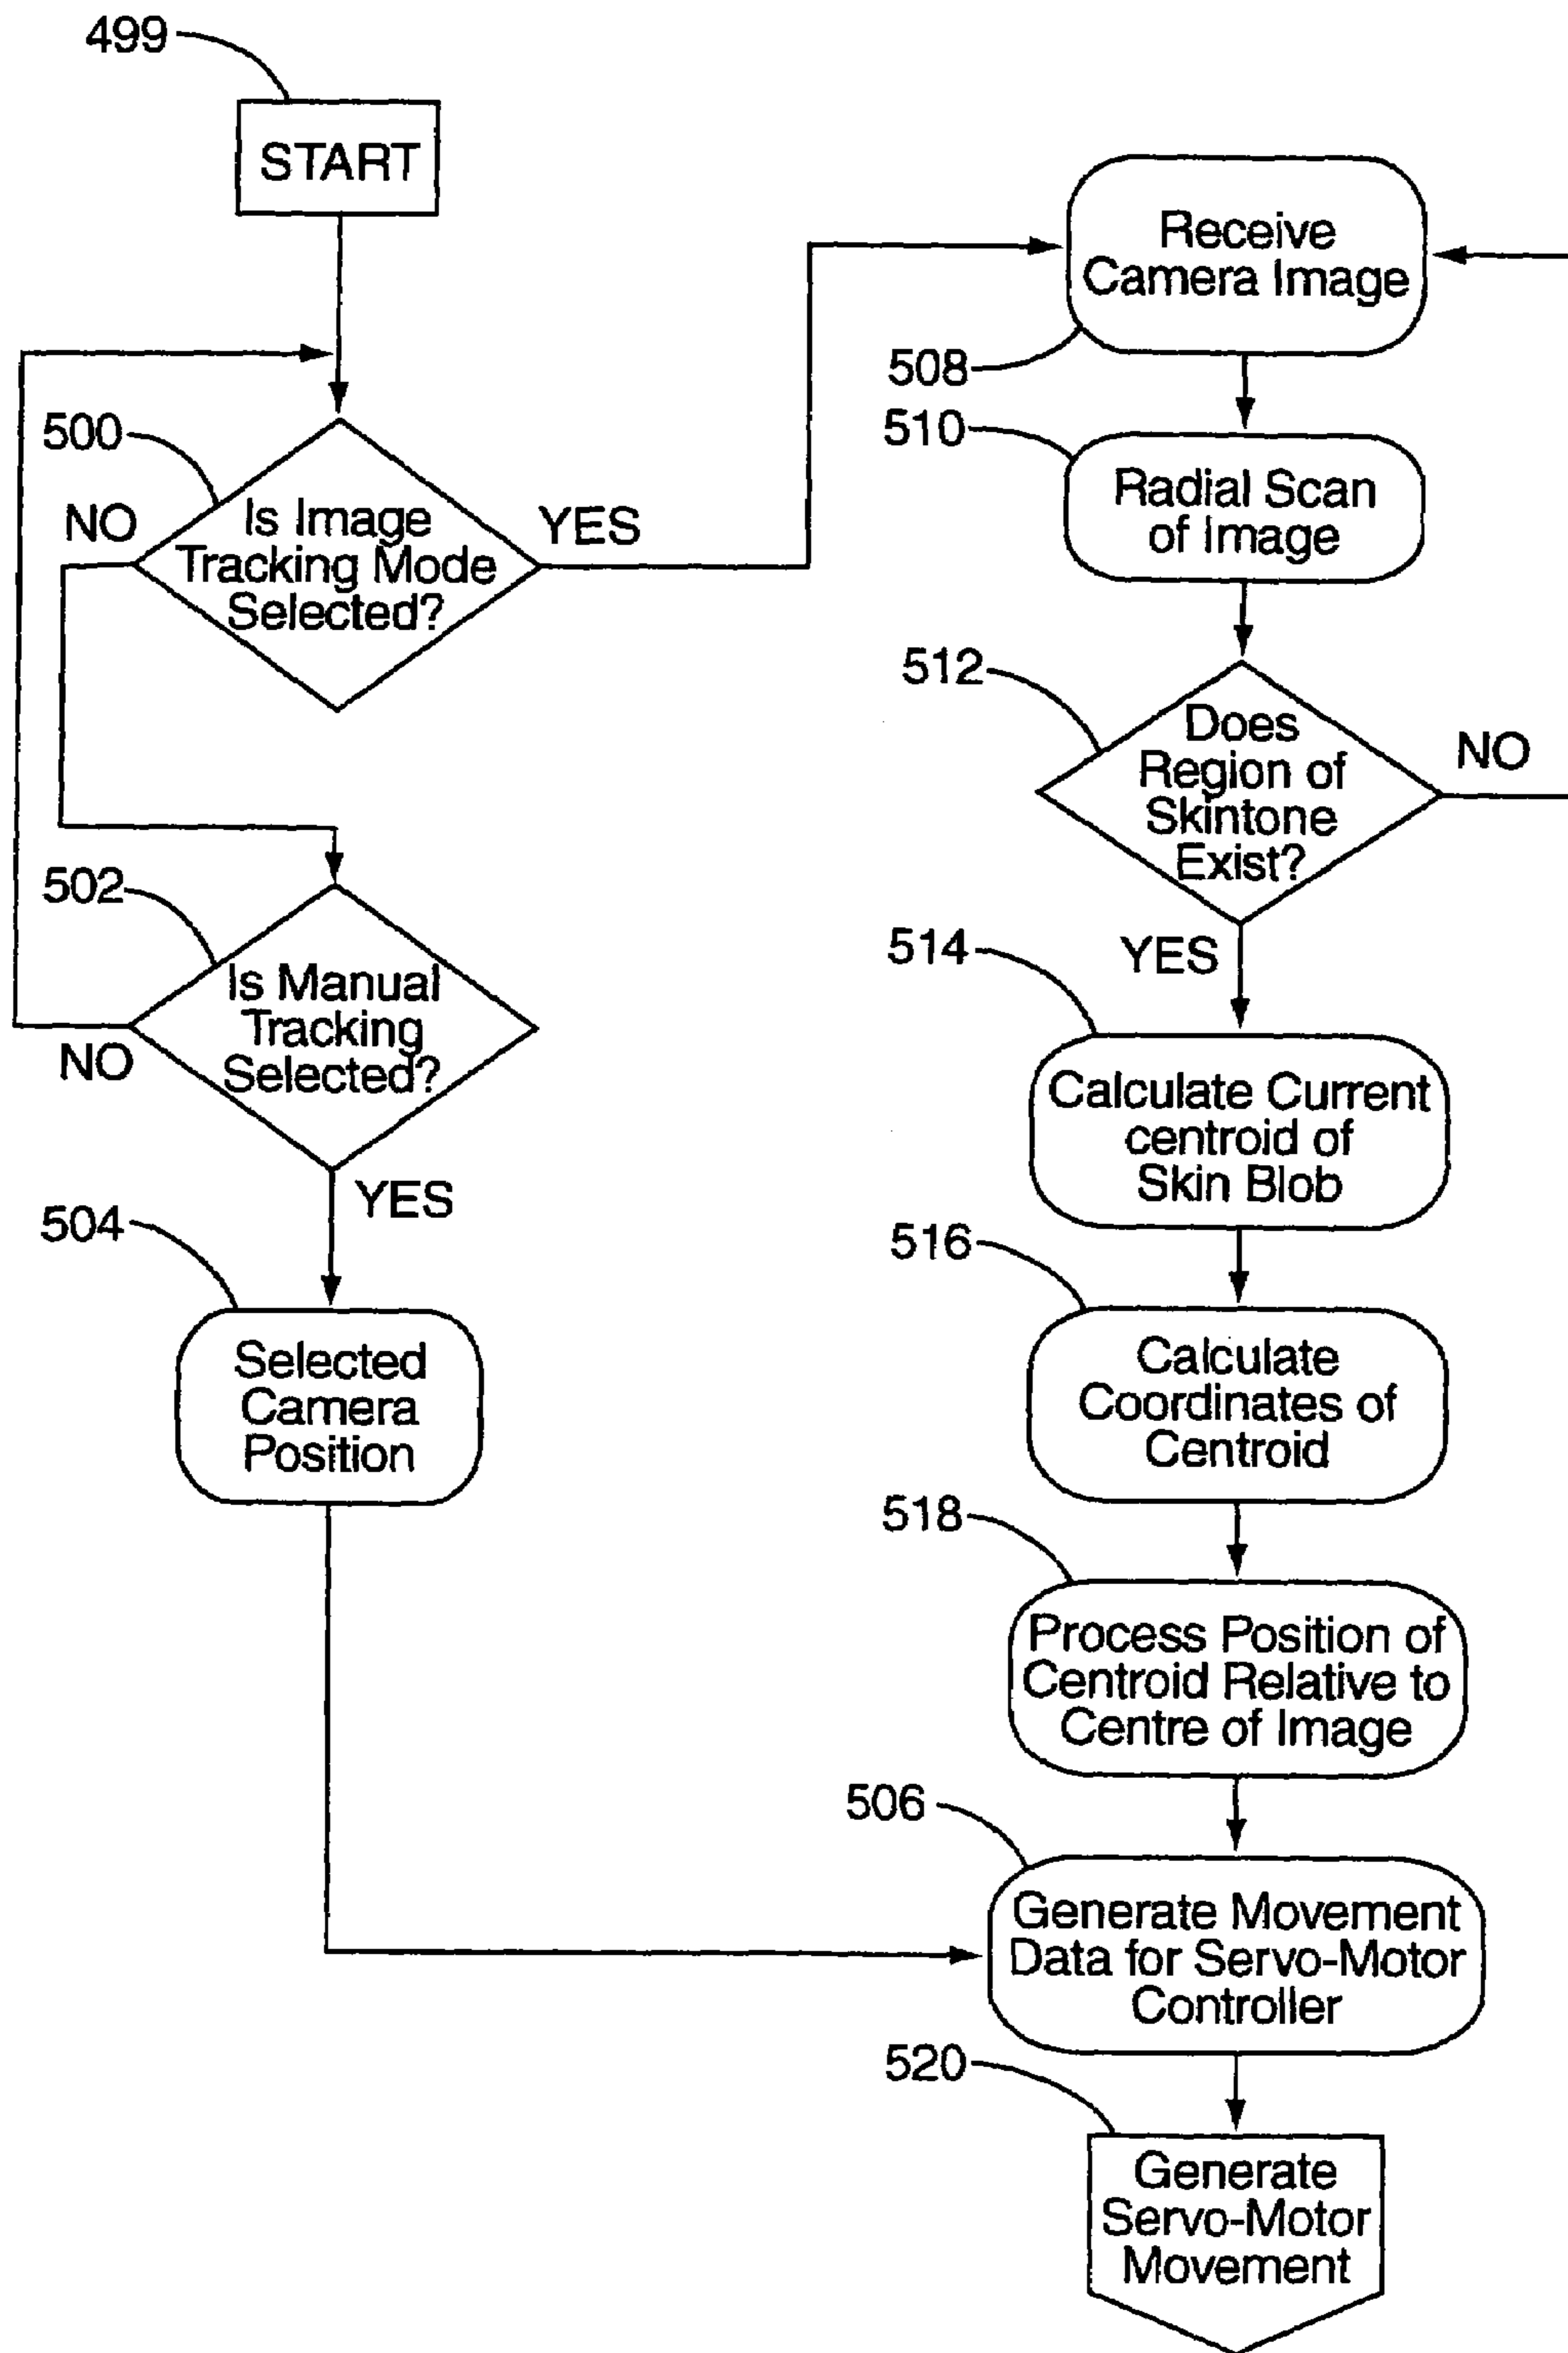 499
START
500
NO
Is Image
Tracking Mode
Selected?
YES
502
Is Manual
Tracking
Selected?
NO
YES
504
Selected
Camera
Position
Receive
Camera Image
508
510
Radial Scan
of Image
512
Does
Region of
Skintone
Exist?
NO
YES
514
Calculate Current
centroid of
Skin Blob
516
Calculate
Coordinates of
Centroid
518
Process Position of
Centroid Relative to
Centre of Image
506
Generate Movement
Data for Servo-Motor
Controller
520
Generate
Servo-Motor
Movement